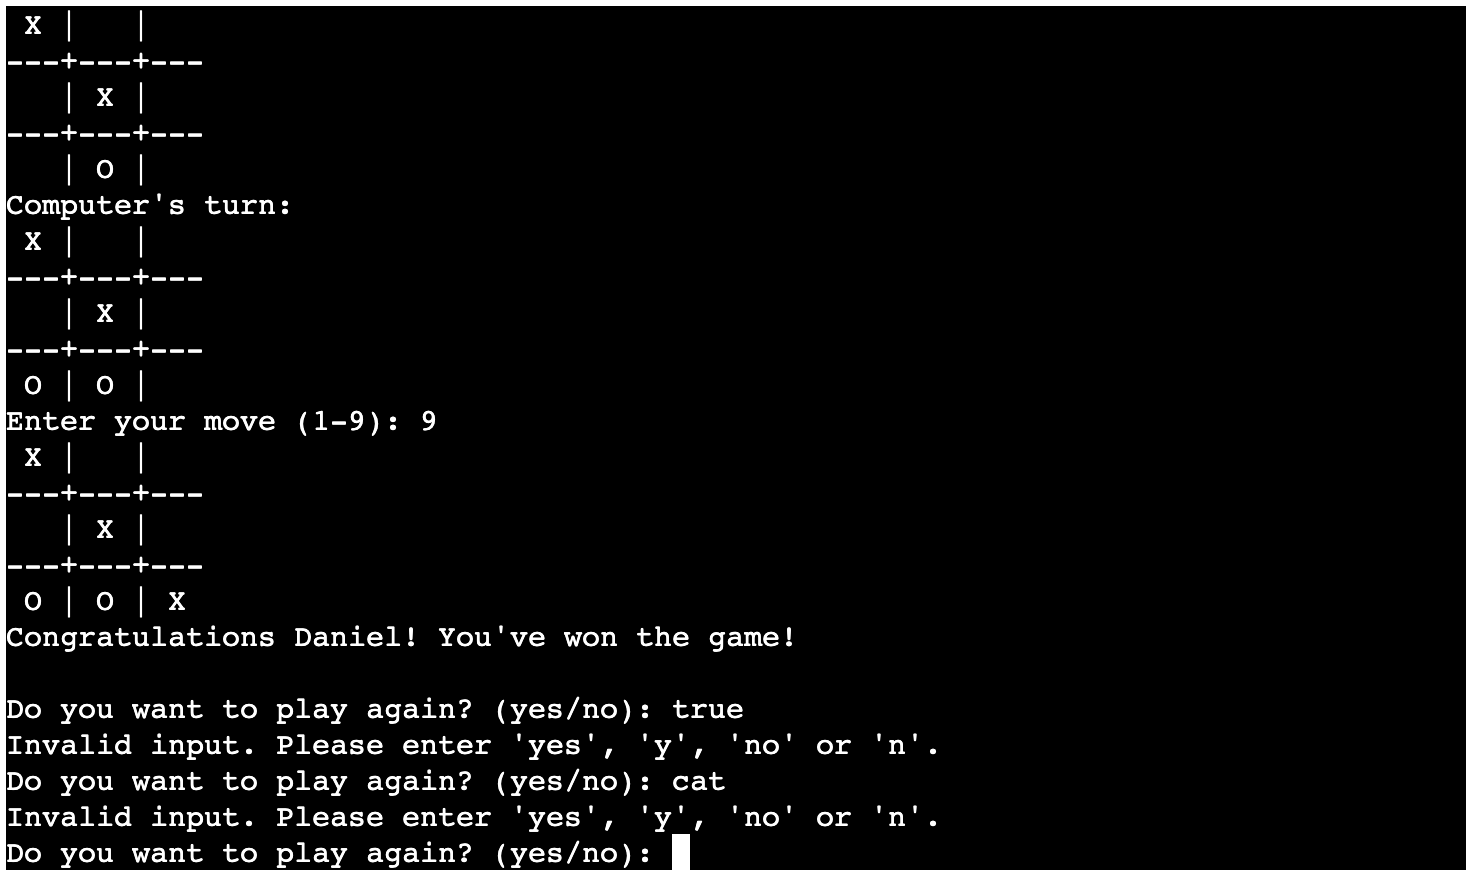 X |   |
---+---+---
   | X |
---+---+---
   | O |
Computer's turn:
 X |   |
---+---+---
   | X |
---+---+---
 O | O |
Enter your move (1-9): 9
 X |   |
---+---+---
   | X |
---+---+---
 O | O | X
Congratulations Daniel! You've won the game!

Do you want to play again? (yes/no): true
Invalid input. Please enter 'yes', 'y', 'no' or 'n'.
Do you want to play again? (yes/no): cat
Invalid input. Please enter 'yes', 'y', 'no' or 'n'.
Do you want to play again? (yes/no):